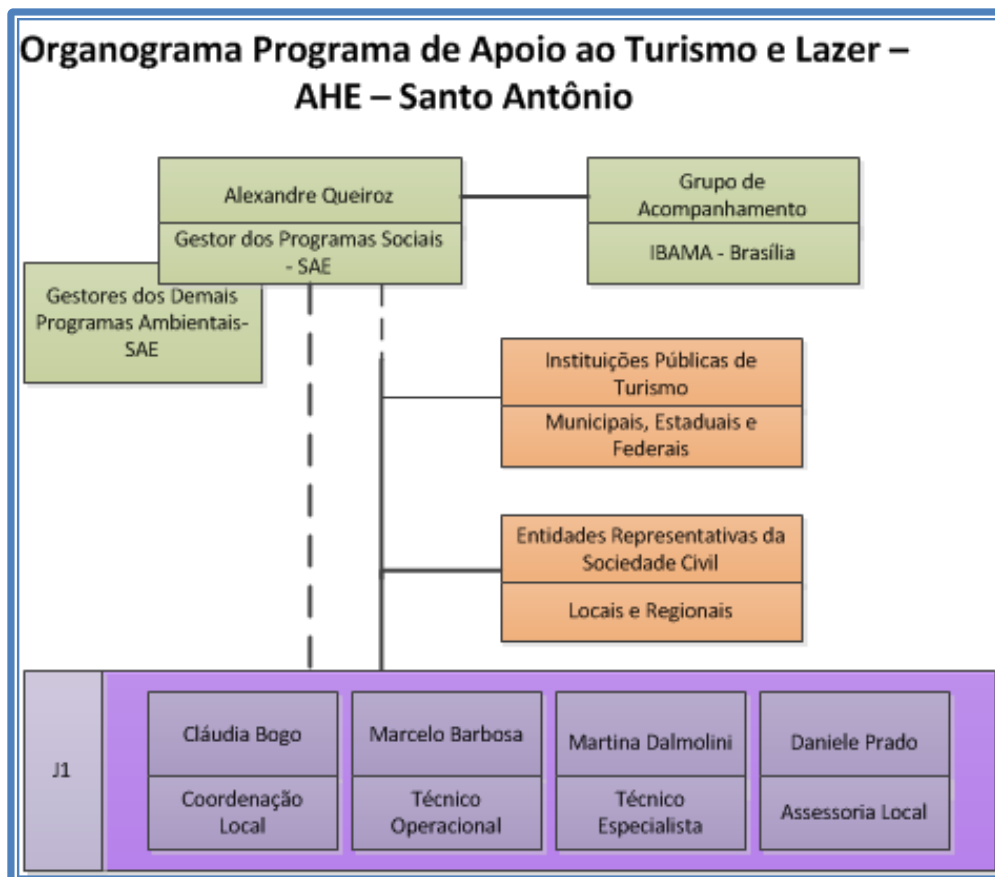 Organograma Programa de Apoio ao Turismo e Lazer –
AHE – Santo Antônio
Alexandre Queiroz
Gestor dos Programas Sociais
- SAE
Grupo de
Acompanhamento
IBAMA - Brasília
Gestores dos Demais
Programas Ambientais-
SAE
Instituições Públicas de
Turismo
Municipais, Estaduais e
Federais
Entidades Representativas da
Sociedade Civil
Locais e Regionais
J1
Cláudia Bogo
Coordenação
Local
Marcelo Barbosa
Técnico
Operacional
Martina Dalmolini
Técnico
Especialista
Daniele Prado
Assessoria Local